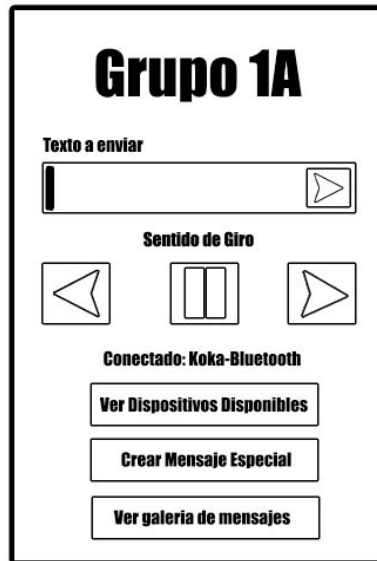 Grupo 1A
Texto a enviar
Sentido de Giro
Conectado: Koka-Bluetooth
Ver Dispositivos Disponibles
Crear Mensaje Especial
Ver galeria de mensajes